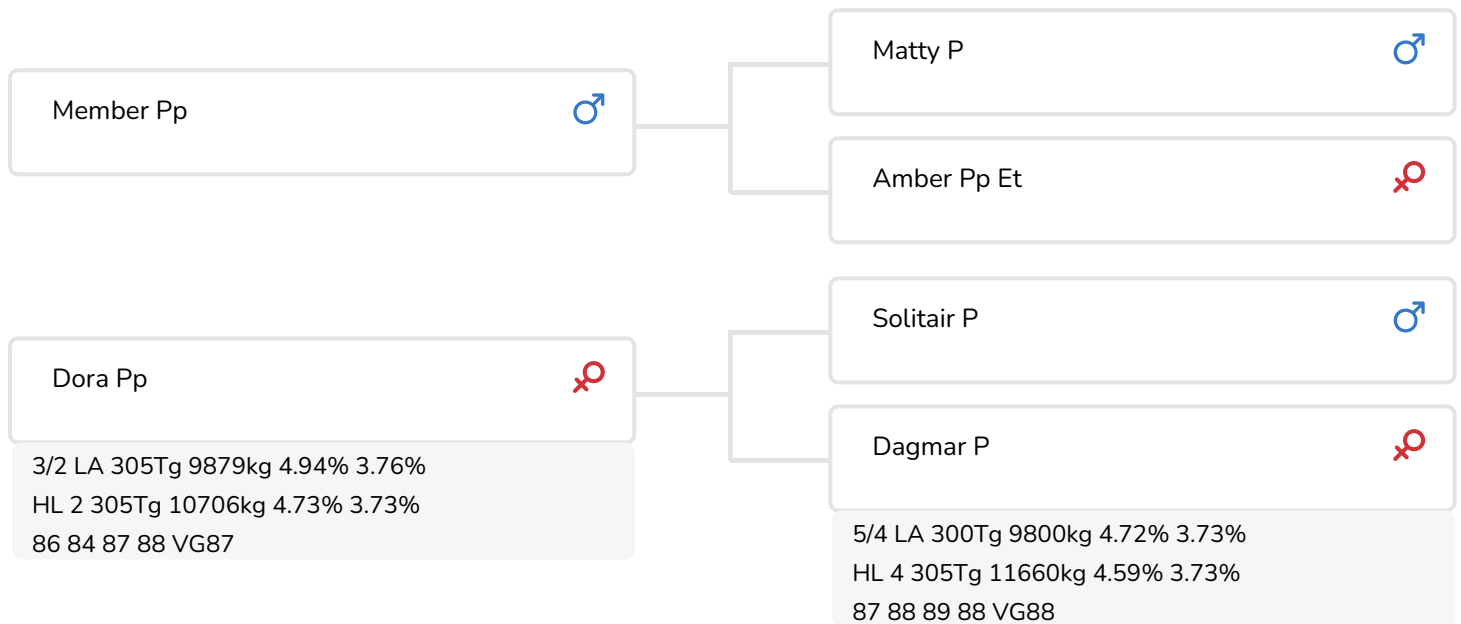 Member Pp
Matty P
Amber Pp Et
Dora Pp
3/2 LA 305Tg 9879kg 4.94% 3.76%
HL 2 305Tg 10706kg 4.73% 3.73%
86 84 87 88 VG87
Solitair P
Dagmar P
5/4 LA 300Tg 9800kg 4.72% 3.73%
HL 4 305Tg 11660kg 4.59% 3.73%
87 88 89 88 VG88